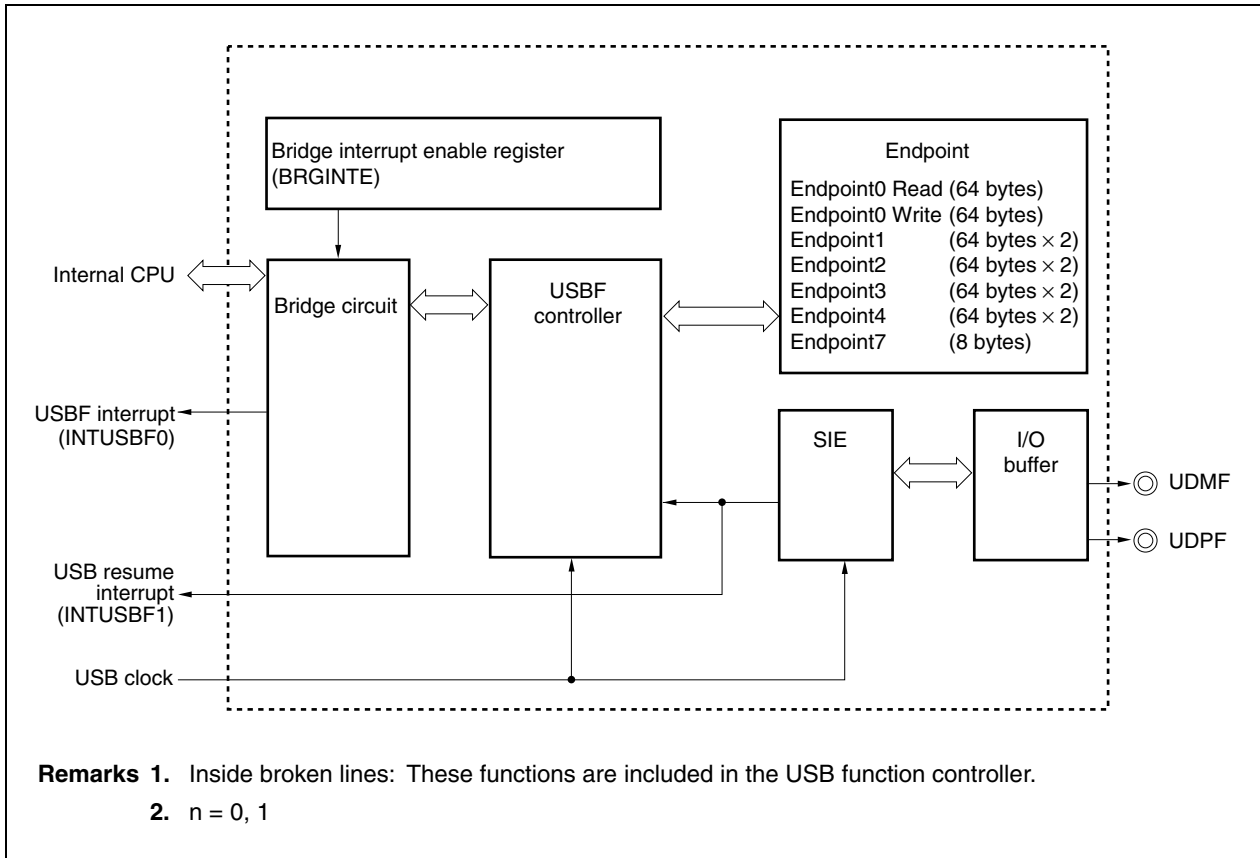 Bridge interrupt enable register
(BRGINTE)
Endpoint
Endpoint0 Read (64 bytes)
Endpoint0 Write (64 bytes)
Endpoint1 (64 bytes × 2)
Endpoint2 (64 bytes × 2)
Endpoint3 (64 bytes × 2)
Endpoint4 (64 bytes × 2)
Endpoint7 (8 bytes)
Internal CPU
Bridge circuit
USBF
controller
USBF interrupt
(INTUSBF0)
SIE
I/O
buffer
UDMF
UDPF
USB resume
interrupt
(INTUSBF1)
USB clock
Remarks 1. Inside broken lines: These functions are included in the USB function controller.
2. n = 0, 1